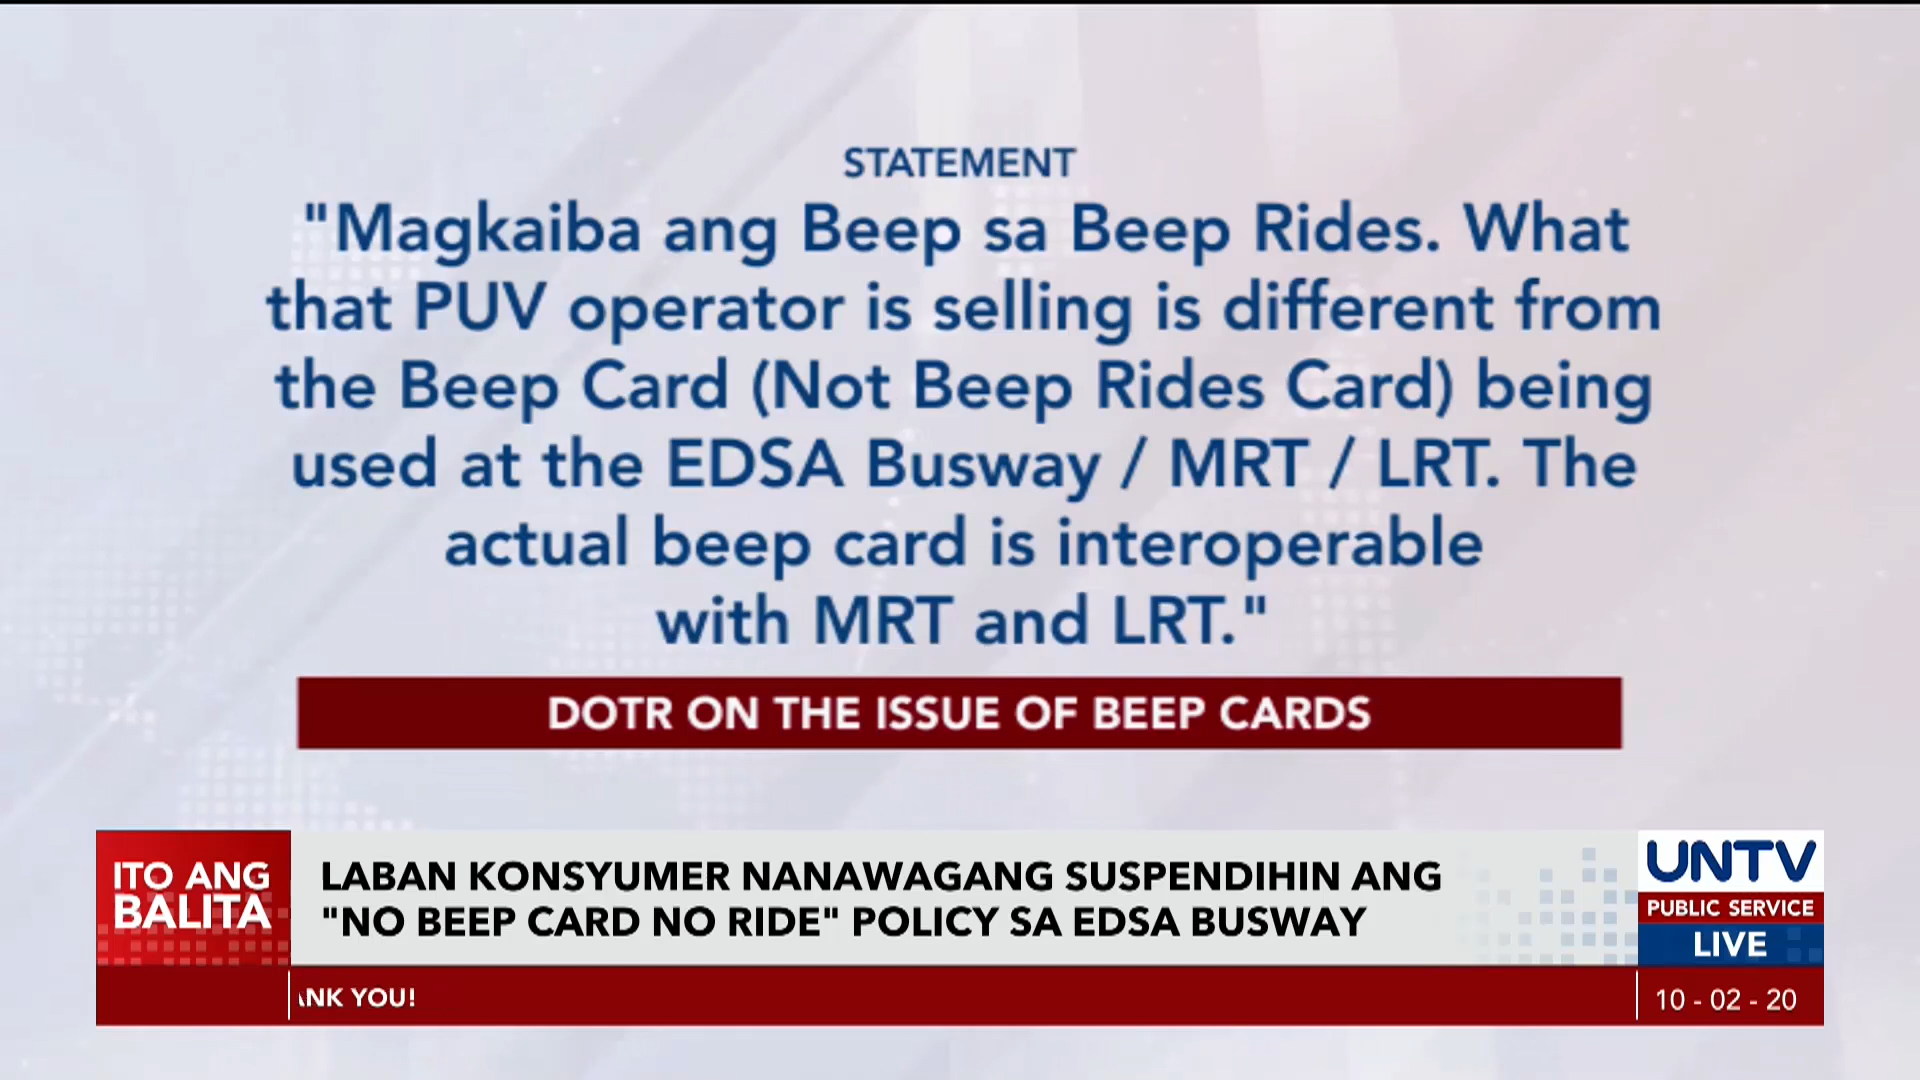 STATEMENT
"Magkaiba ang Beep sa Beep Rides. What
that PUV operator is selling is different from
the Beep Card (Not Beep Rides Card) being
used at the EDSA Busway / MRT / LRT. The
actual beep card is interoperable
with MRT and LRT."
DOTR ON THE ISSUE OF BEEP CARDS
ITO ANG
BALITA
LABAN KONSYUMER NANAWAGANG SUSPENDIHIN ANG
"NO BEEP CARD NO RIDE" POLICY SA EDSA BUSWAY
UNTV
PUBLIC SERVICE
LIVE
ANK YOU!
10 - 02 - 20